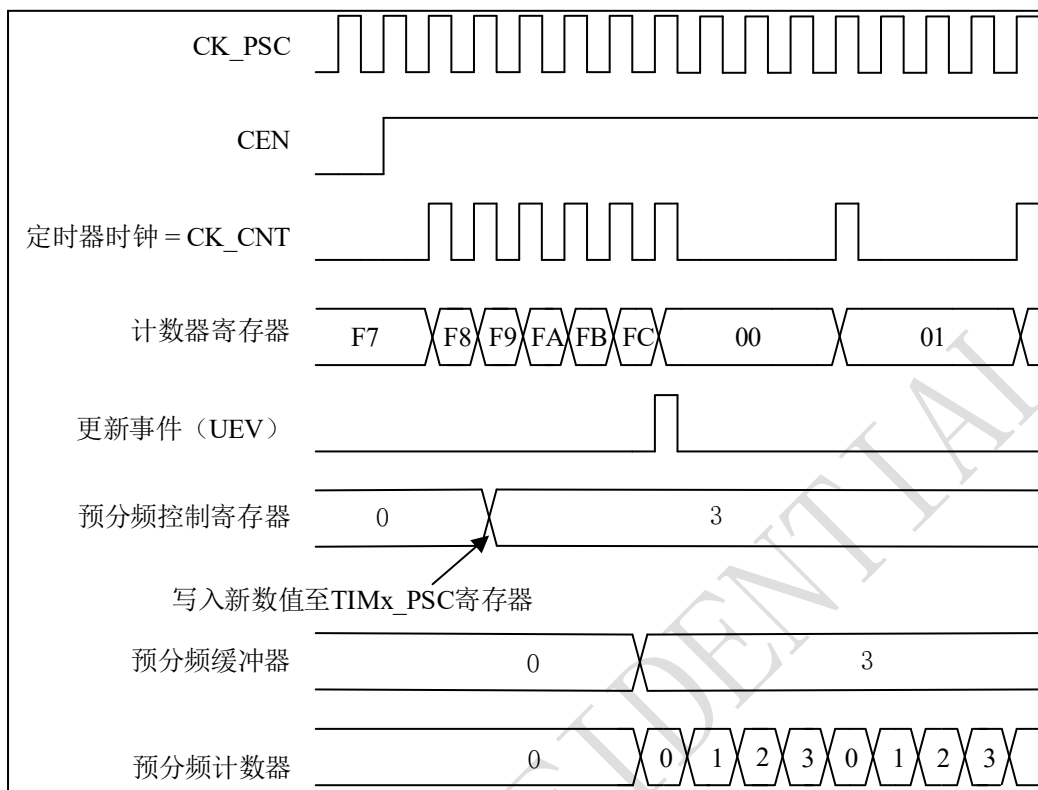 CK_PSC
CEN
定时器时钟 = CK_CNT
计数器寄存器 F7 F8 F9 FA FB FC 00 01
更新事件（UEV）
预分频控制寄存器 0 3
写入新数值至TIMx_PSC寄存器
预分频缓冲器 0 3
预分频计数器 0 0 1 2 3 0 1 2 3